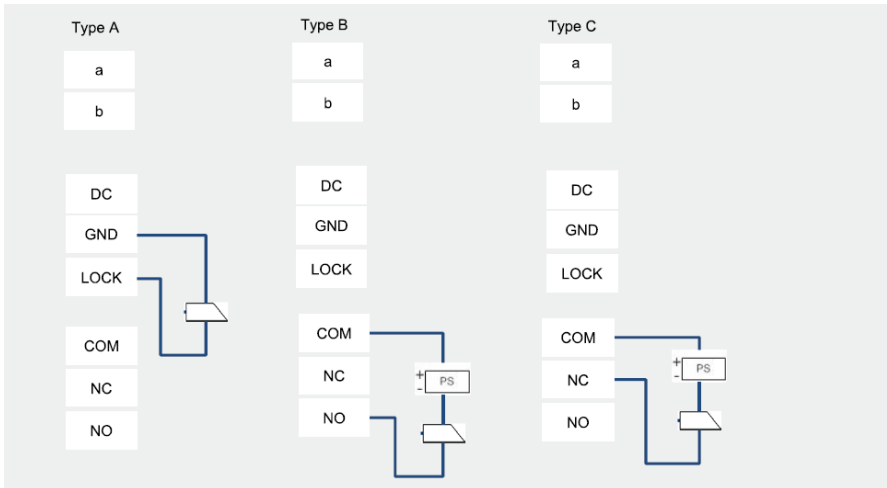 Type A
a
b
DC
GND
LOCK
COM
NC
NO
Type B
a
b
DC
GND
LOCK
COM
NC
NO
+
-
PS
Type C
a
b
DC
GND
LOCK
COM
NC
NO
+
-
PS